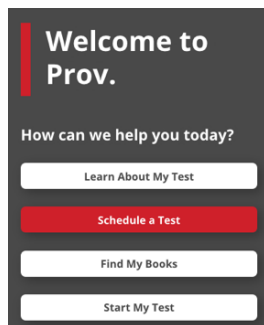 Welcome to
Prov.
How can we help you today?
Learn About My Test
Schedule a Test
Find My Books
Start My Test